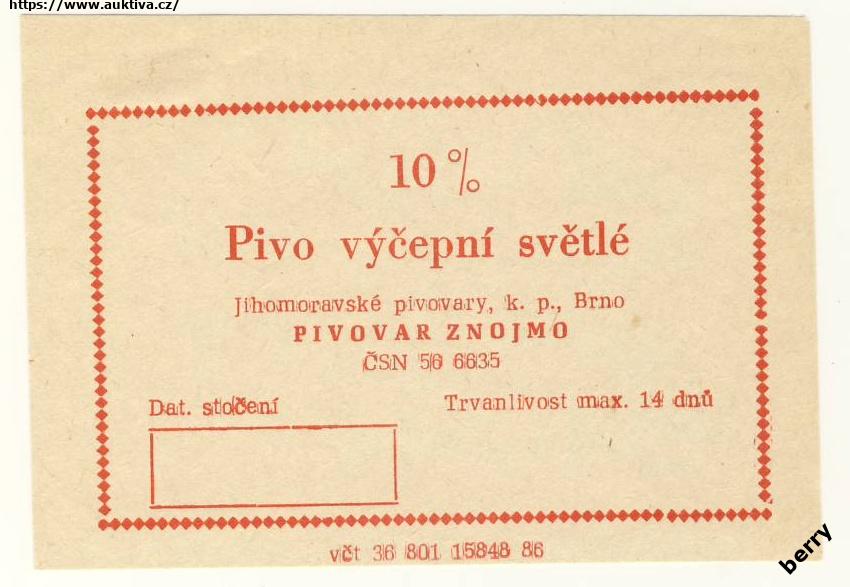 https://www.auktiva.cz/
10 %
Pivo výčepní světlé
Jihomoravské pivovary, k. p., Brno
PIVOVAR ZNOJMO
ČSN 56 6635
Dat. stočení
Trvanlivost max. 14 dnů
včt 36 801 15848 86
berry